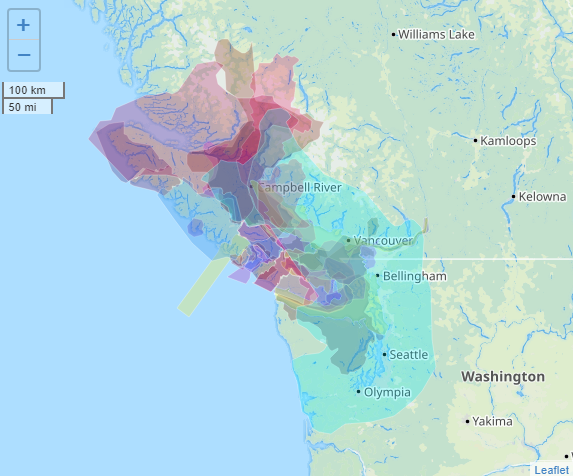 +
Williams Lake
−
100 km
50 mi
Kamloops
Campbell River
Kelowna
Vancouver
Bellingham
Seattle
Washington
Olympia
Yakima
Leaflet